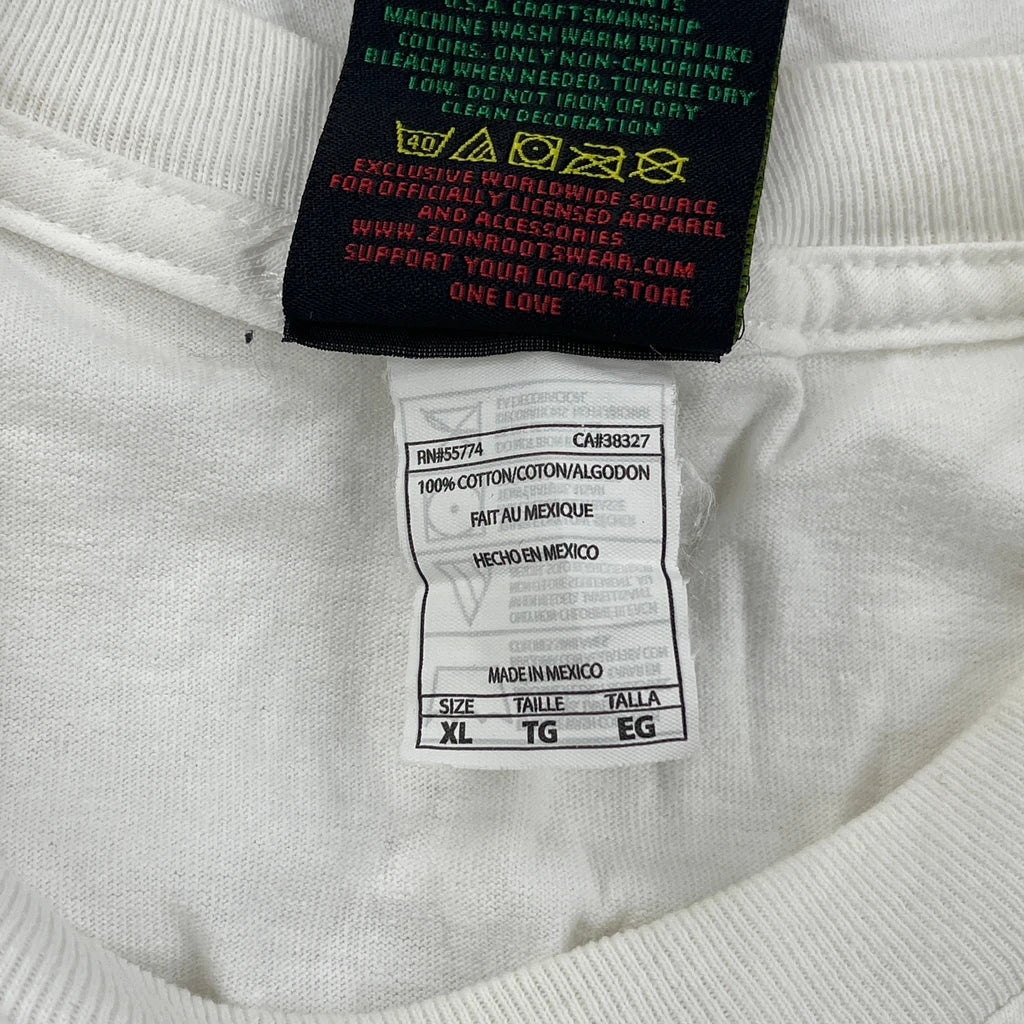 U.S.A. CRAFTSMANSHIP
MACHINE WASH WARM WITH LIKE
COLORS. ONLY NON-CHLORINE
BLEACH WHEN NEEDED. TUMBLE DRY
LOW. DO NOT IRON OR DRY
CLEAN DECORATION
40
EXCLUSIVE WORLDWIDE SOURCE
FOR OFFICIALLY LICENSED APPAREL
AND ACCESSORIES
WWW.ZIONROOTSWEAR.COM
SUPPORT YOUR LOCAL STORE
ONE LOVE
RN#55774 CA#38327
100% COTTON/COTON/ALGODON
FAIT AU MEXIQUE
HECHO EN MEXICO
MADE IN MEXICO
SIZE TAILLE TALLA
XL TG EG